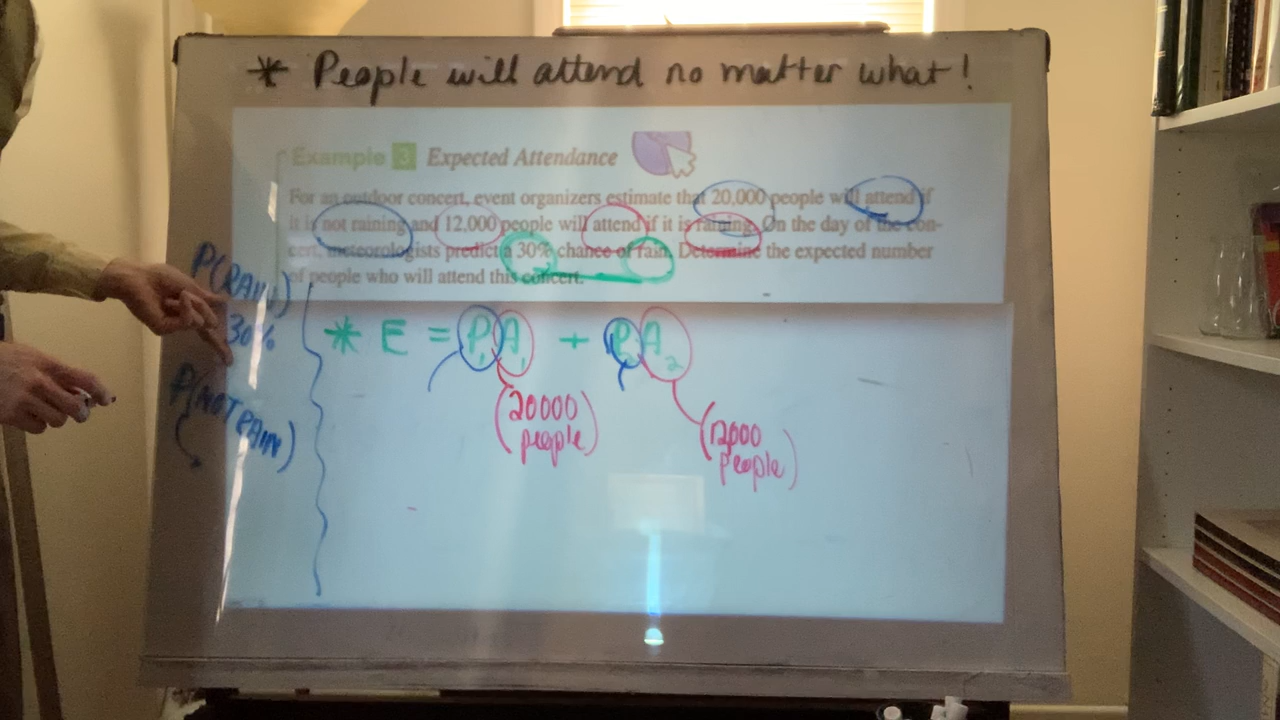 * People will attend no matter what!
Example 3 Expected Attendance
For an outdoor concert, event organizers estimate that 20,000 people will attend if
it is not raining and 12,000 people will attend if it is raining. On the day of the con-
cert, meteorologists predict a 30% chance of rain. Determine the expected number
of people who will attend this concert.
P(RAIN)
30%
P(NOT RAIN)
* E = P₁A₁ + P₂A₂
(20000 people)
(12000 people)